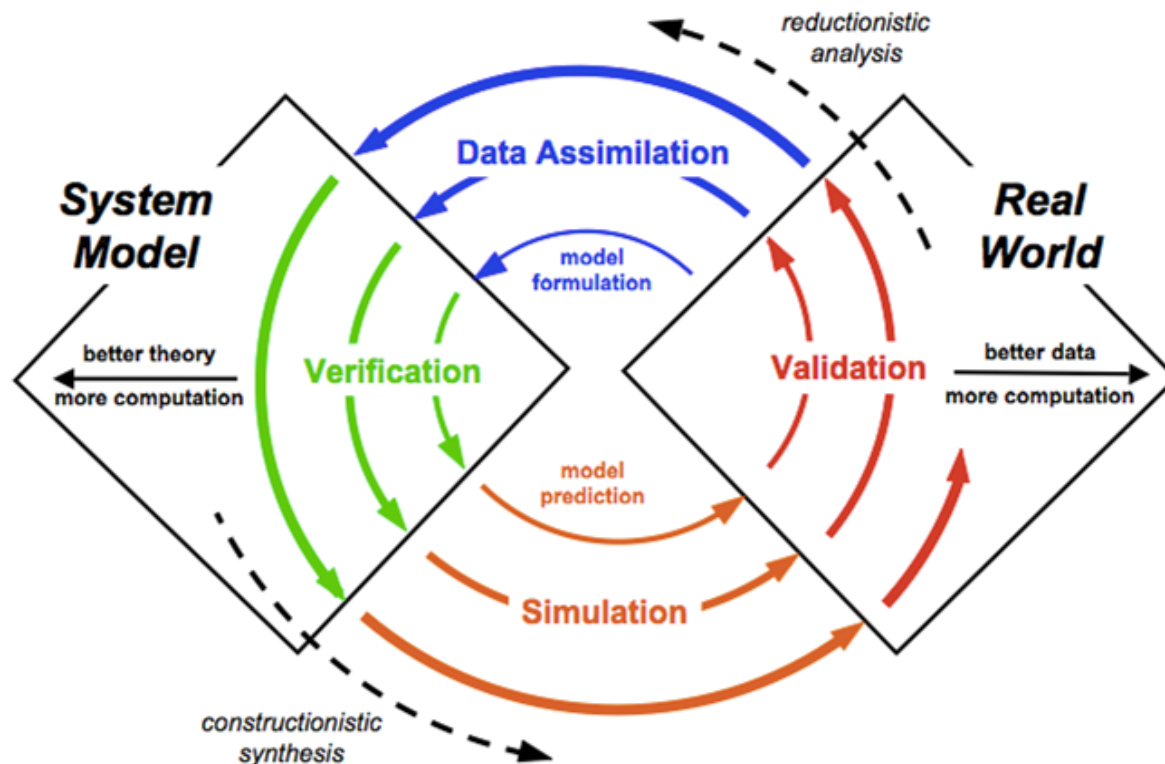 reductionistic
analysis
Data Assimilation
System
Model
Real
World
model
formulation
better theory
more computation
Verification
Validation
better data
more computation
model
prediction
Simulation
constructionistic
synthesis